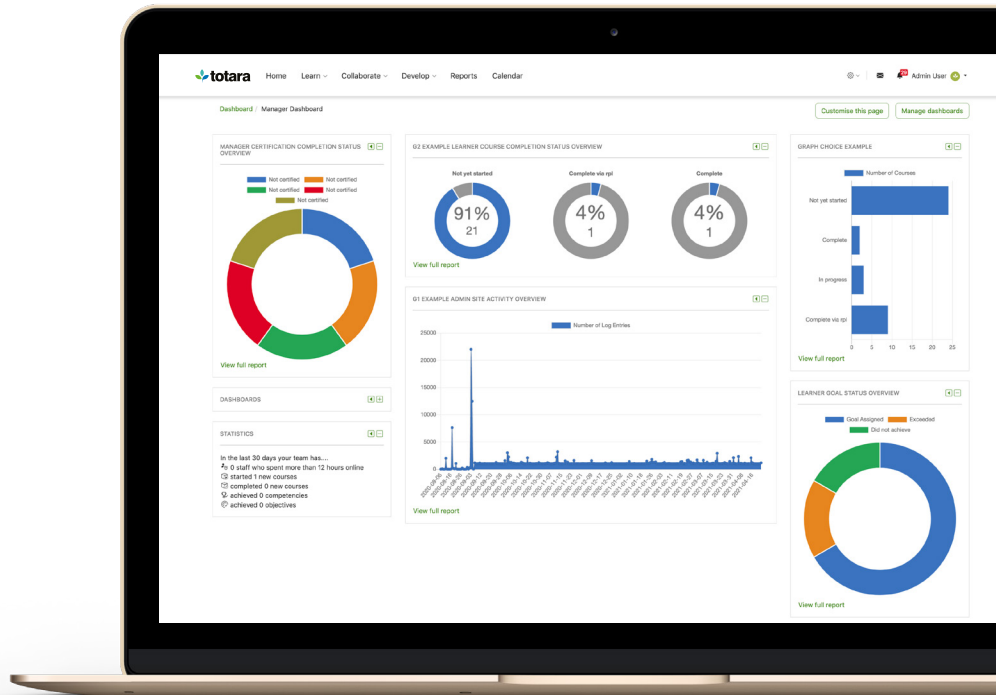 totara
Home Learn Collaborate Develop Reports Calendar
Admin User
Dashboard / Manager Dashboard
Customise this page
Manage dashboards
MANAGER CERTIFICATION COMPLETION STATUS
OVERVIEW
Not certified Not certified
Not certified Not certified
Not certified
View full report
DASHBOARDS
STATISTICS
In the last 30 days your team has....
0 staff who spent more than 12 hours online
started 1 new courses
completed 0 new courses
achieved 0 competencies
achieved 0 objectives
G2 EXAMPLE LEARNER COURSE COMPLETION STATUS OVERVIEW
Not yet started Complete via rpl Complete
91% 4% 4%
21 1 1
View full report
G1 EXAMPLE ADMIN SITE ACTIVITY OVERVIEW
Number of Log Entries
25000
20000
15000
10000
5000
0
View full report
GRAPH CHOICE EXAMPLE
Number of Courses
Not yet started
Complete
In progress
Complete via rpl
0 5 10 15 20 25
View full report
LEARNER GOAL STATUS OVERVIEW
Goal Assigned Exceeded
Did not achieve
View full report